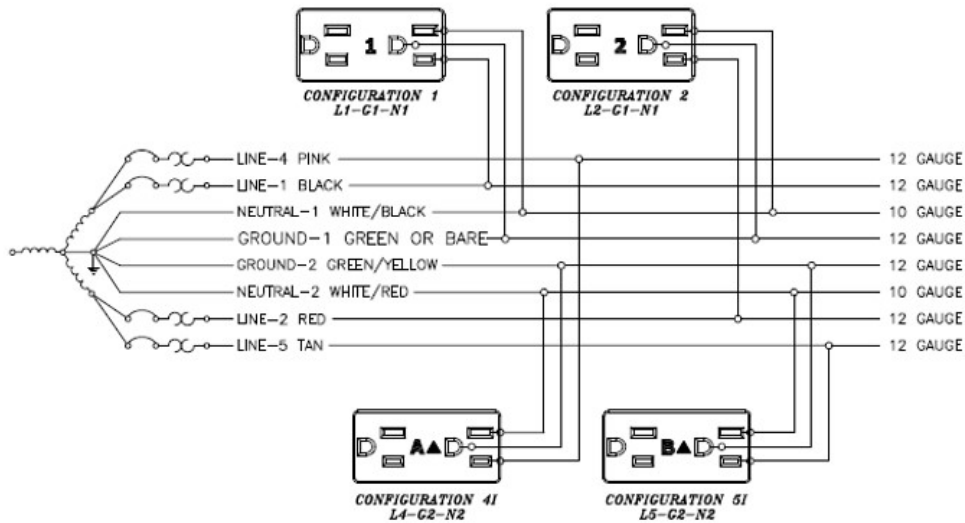 1
2
CONFIGURATION 1
L1-G1-N1
CONFIGURATION 2
L2-G1-N1
LINE-4 PINK 12 GAUGE
LINE-1 BLACK 12 GAUGE
NEUTRAL-1 WHITE/BLACK 10 GAUGE
GROUND-1 GREEN OR BARE 12 GAUGE
GROUND-2 GREEN/YELLOW 12 GAUGE
NEUTRAL-2 WHITE/RED 10 GAUGE
LINE-2 RED 12 GAUGE
LINE-5 TAN 12 GAUGE
A▲
B▲
CONFIGURATION 4I
L4-G2-N2
CONFIGURATION 5I
L5-G2-N2